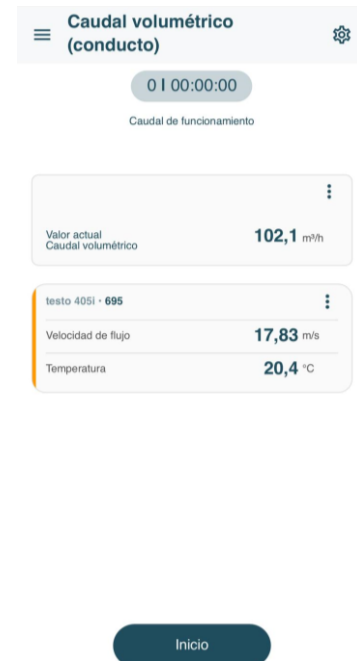 Caudal volumétrico
(conducto)
0 I 00:00:00
Caudal de funcionamiento
Valor actual
Caudal volumétrico
102,1 m³/h
testo 405i · 695
Velocidad de flujo 17,83 m/s
Temperatura 20,4 °C
Inicio